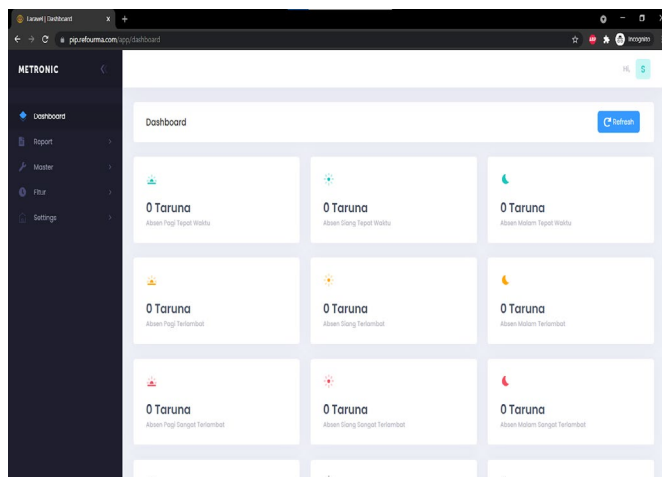 Laravel | Dashboard
pip.refourma.com/app/dashboard
Incognito
METRONIC
Hi, S
Dashboard
Report
Master
Fitur
Settings
Dashboard
Refresh
0 Taruna
Absen Pagi Tepat Waktu
0 Taruna
Absen Siang Tepat Waktu
0 Taruna
Absen Malam Tepat Waktu
0 Taruna
Absen Pagi Terlambat
0 Taruna
Absen Siang Terlambat
0 Taruna
Absen Malam Terlambat
0 Taruna
Absen Pagi Sangat Terlambat
0 Taruna
Absen Siang Sangat Terlambat
0 Taruna
Absen Malam Sangat Terlambat